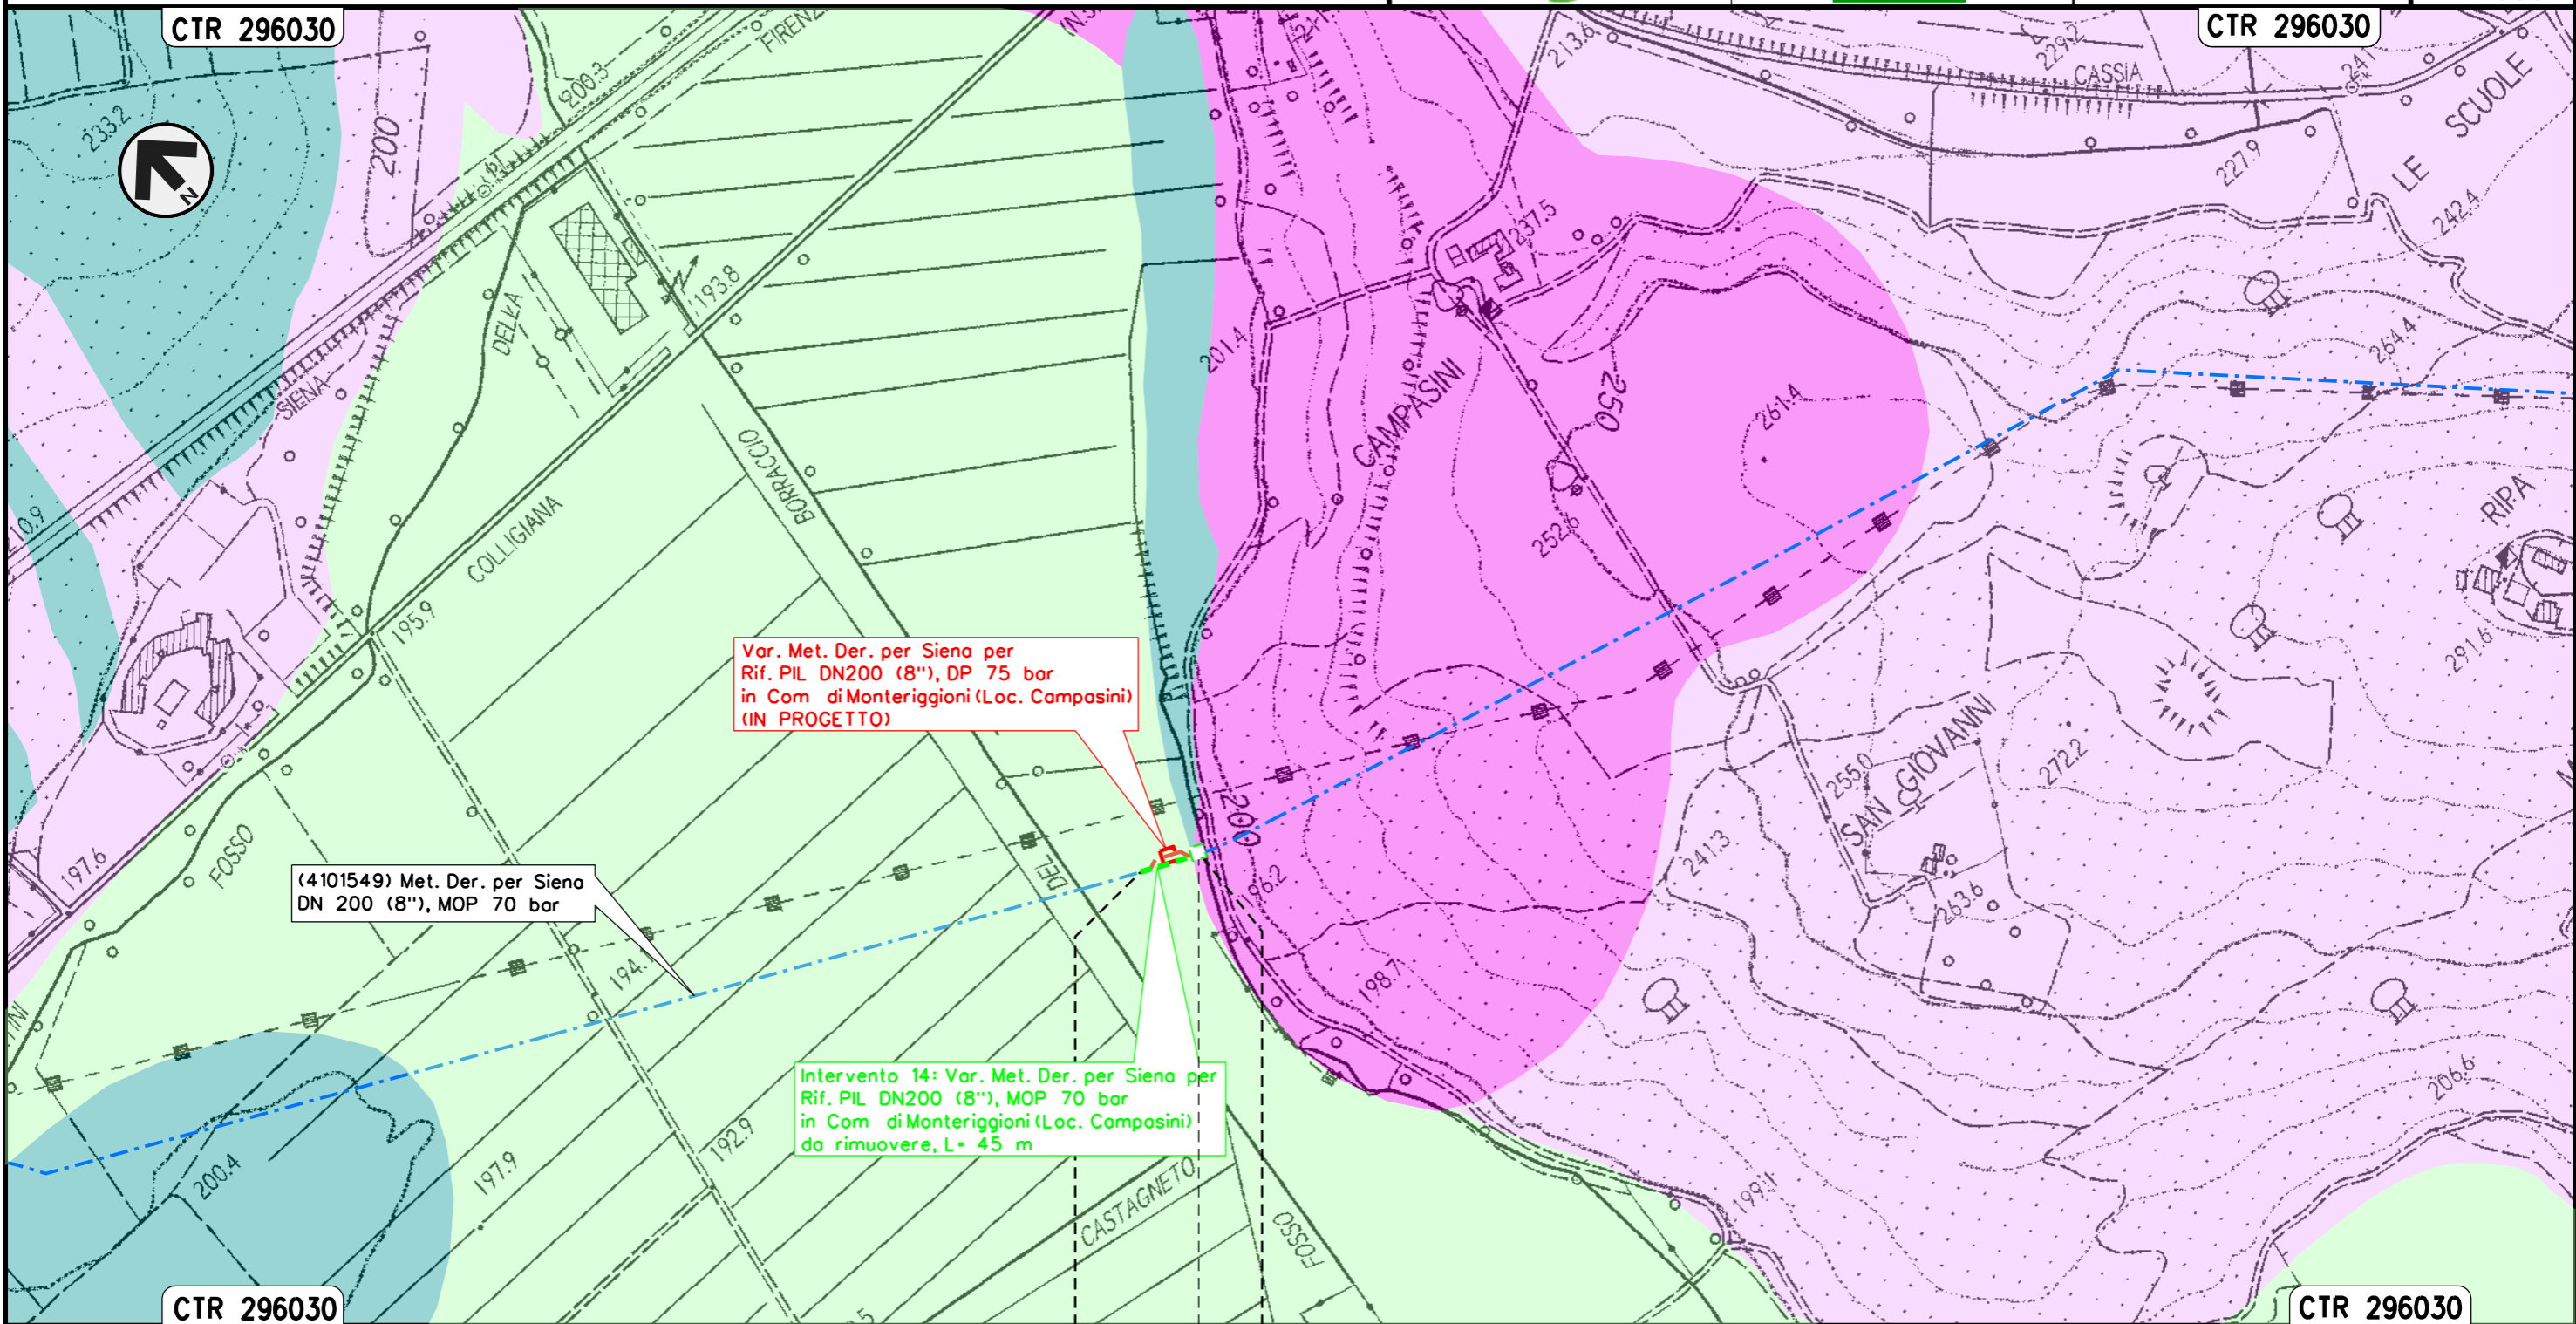 CTR 296030
CTR 296030
FIRENZE
213.6
229.2
CASSIA
241
SCUOLE
LE
227.9
242.4
233.2
200
200.3
N
237.5
DELLA
193.8
201.4
CAMPASINI
250
261.4
264.4
SIENA
BORRACCIO
COLLIGIANA
252.6
RIPA
10.9
195.9
291.6
Var. Met. Der. per Siena per
Rif. PIL DN200 (8"), DP 75 bar
in Com di Monteriggioni (Loc. Campasini)
(IN PROGETTO)
SAN GIOVANNI
255.0
272.2
200
197.6
FOSSO
DEL
196.2
241.3
263.6
(4101549) Met. Der. per Siena
DN 200 (8"), MOP 70 bar
194.
198.7
Intervento 14: Var. Met. Der. per Siena per
Rif. PIL DN200 (8"), MOP 70 bar
in Com di Monteriggioni (Loc. Campasini)
da rimuovere, L= 45 m
206.6
192.9
200.4
197.9
CASTAGNETO
FOSSO
199.1
CTR 296030
CTR 296030